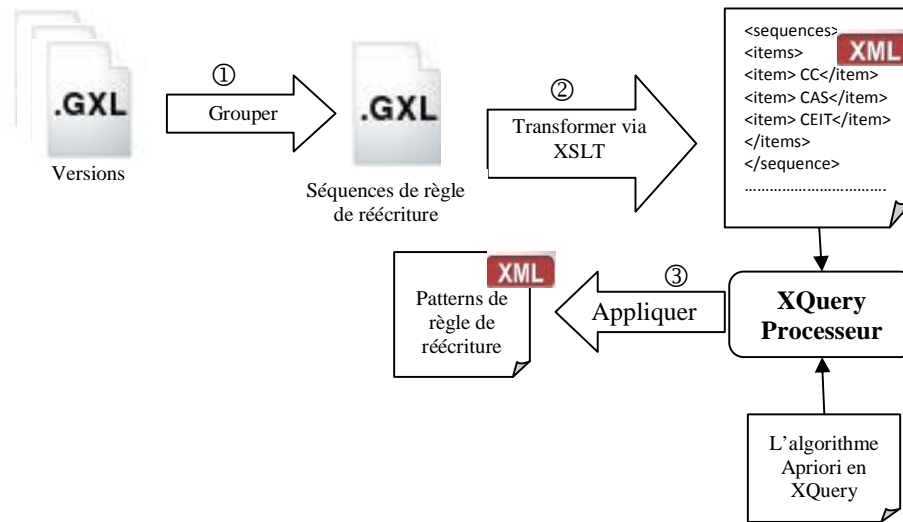 .GXL
Versions
①
Grouper
.GXL
Séquences de règle
de réécriture
②
Transformer via
XSLT
XML
<sequences>
<items>
<item> CC</item>
<item> CAS</item>
<item> CEIT</item>
</items>
</sequence>
……………………………
XML
Patterns de
règle de
réécriture
③
Appliquer
XQuery
Processeur
L'algorithme
Apriori en
XQuery